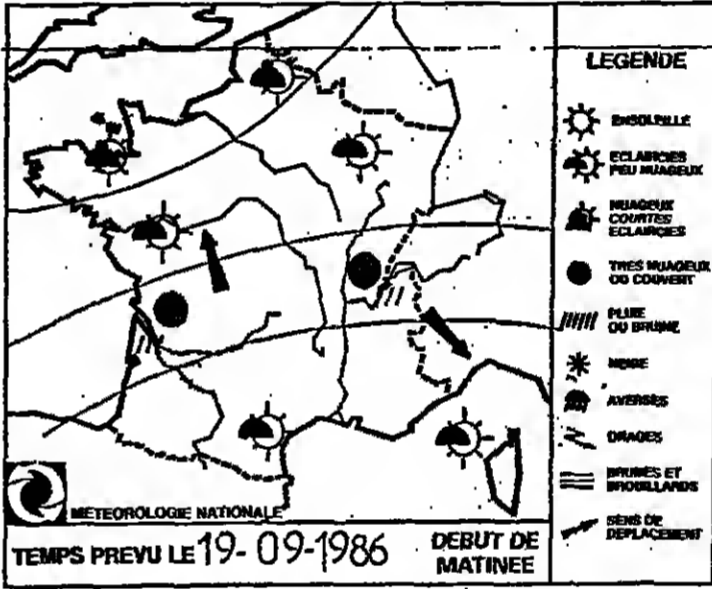 LEGENDE
ENSOLEILLE
ECLAIRCIES
PEU NUAGEUX
NUAGEUX
COURTES
ECLAIRCIES
TRES NUAGEUX
OU COUVERT
PLUIE
OU BRUINE
NEIGE
AVERSES
ORAGES
BRUMES ET
BROUILLARDS
SENS DE
DEPLACEMENT
METEOROLOGIE NATIONALE
TEMPS PREVU LE 19-09-1986 DEBUT DE
MATINEE